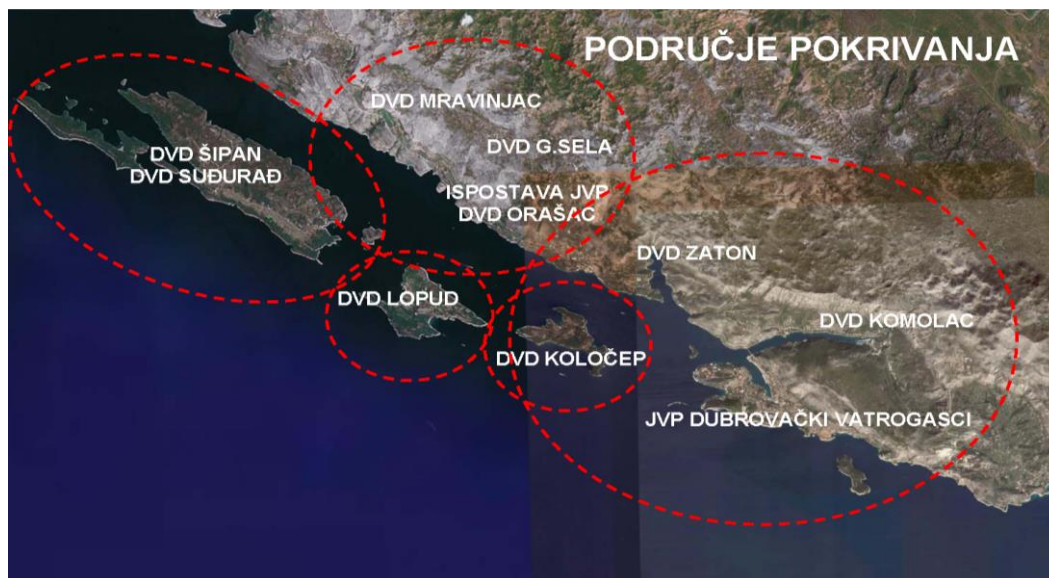 PODRUČJE POKRIVANJA
DVD MRAVINJAC
DVD G.SELA
DVD ŠIPAN
DVD SUĐURAĐ
ISPOSTAVA JVP
DVD ORAŠAC
DVD ZATON
DVD LOPUD
DVD KOMOLAC
DVD KOLOČEP
JVP DUBROVAČKI VATROGASCI